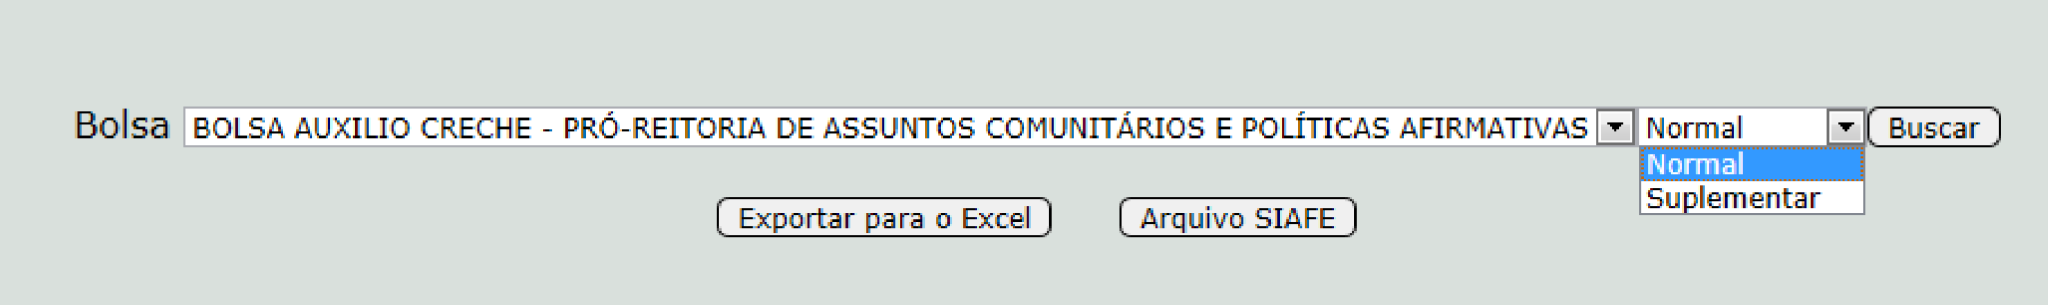 Bolsa BOLSA AUXILIO CRECHE - PRÓ-REITORIA DE ASSUNTOS COMUNITÁRIOS E POLÍTICAS AFIRMATIVAS Normal Buscar
Normal
Suplementar
Exportar para o Excel Arquivo SIAFE